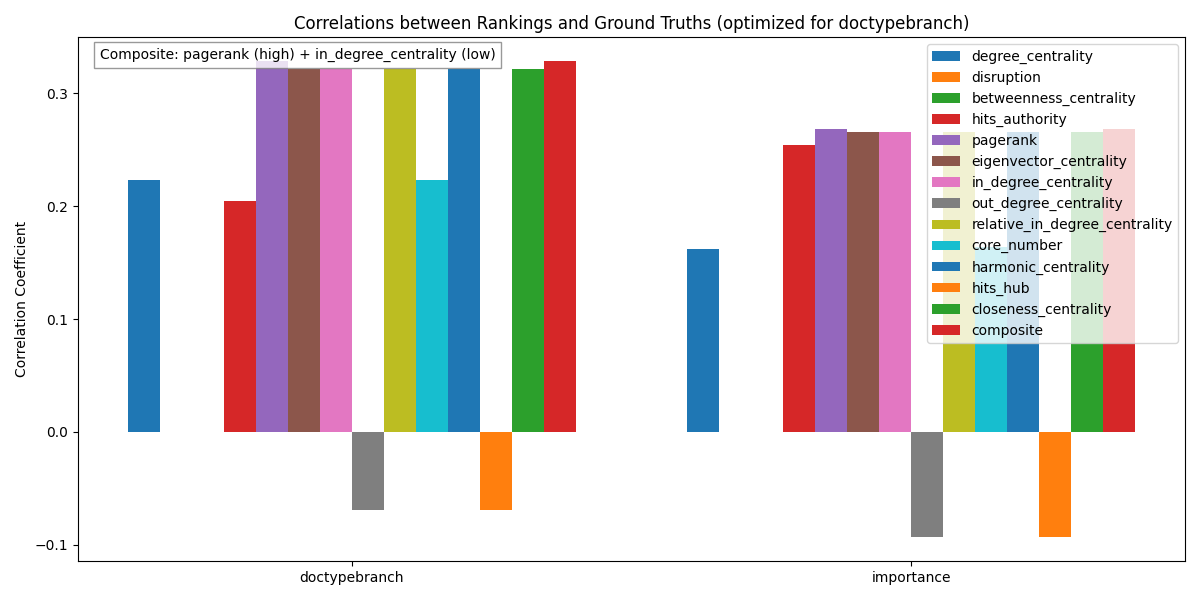 Correlations between Rankings and Ground Truths (optimized for doctypebranch)
Composite: pagerank (high) + in_degree_centrality (low)
degree_centrality
disruption
betweenness_centrality
hits_authority
pagerank
eigenvector_centrality
in_degree_centrality
out_degree_centrality
relative_in_degree_centrality
core_number
harmonic_centrality
hits_hub
closeness_centrality
composite
Correlation Coefficient
0.3
0.2
0.1
0.0
−0.1
doctypebranch
importance